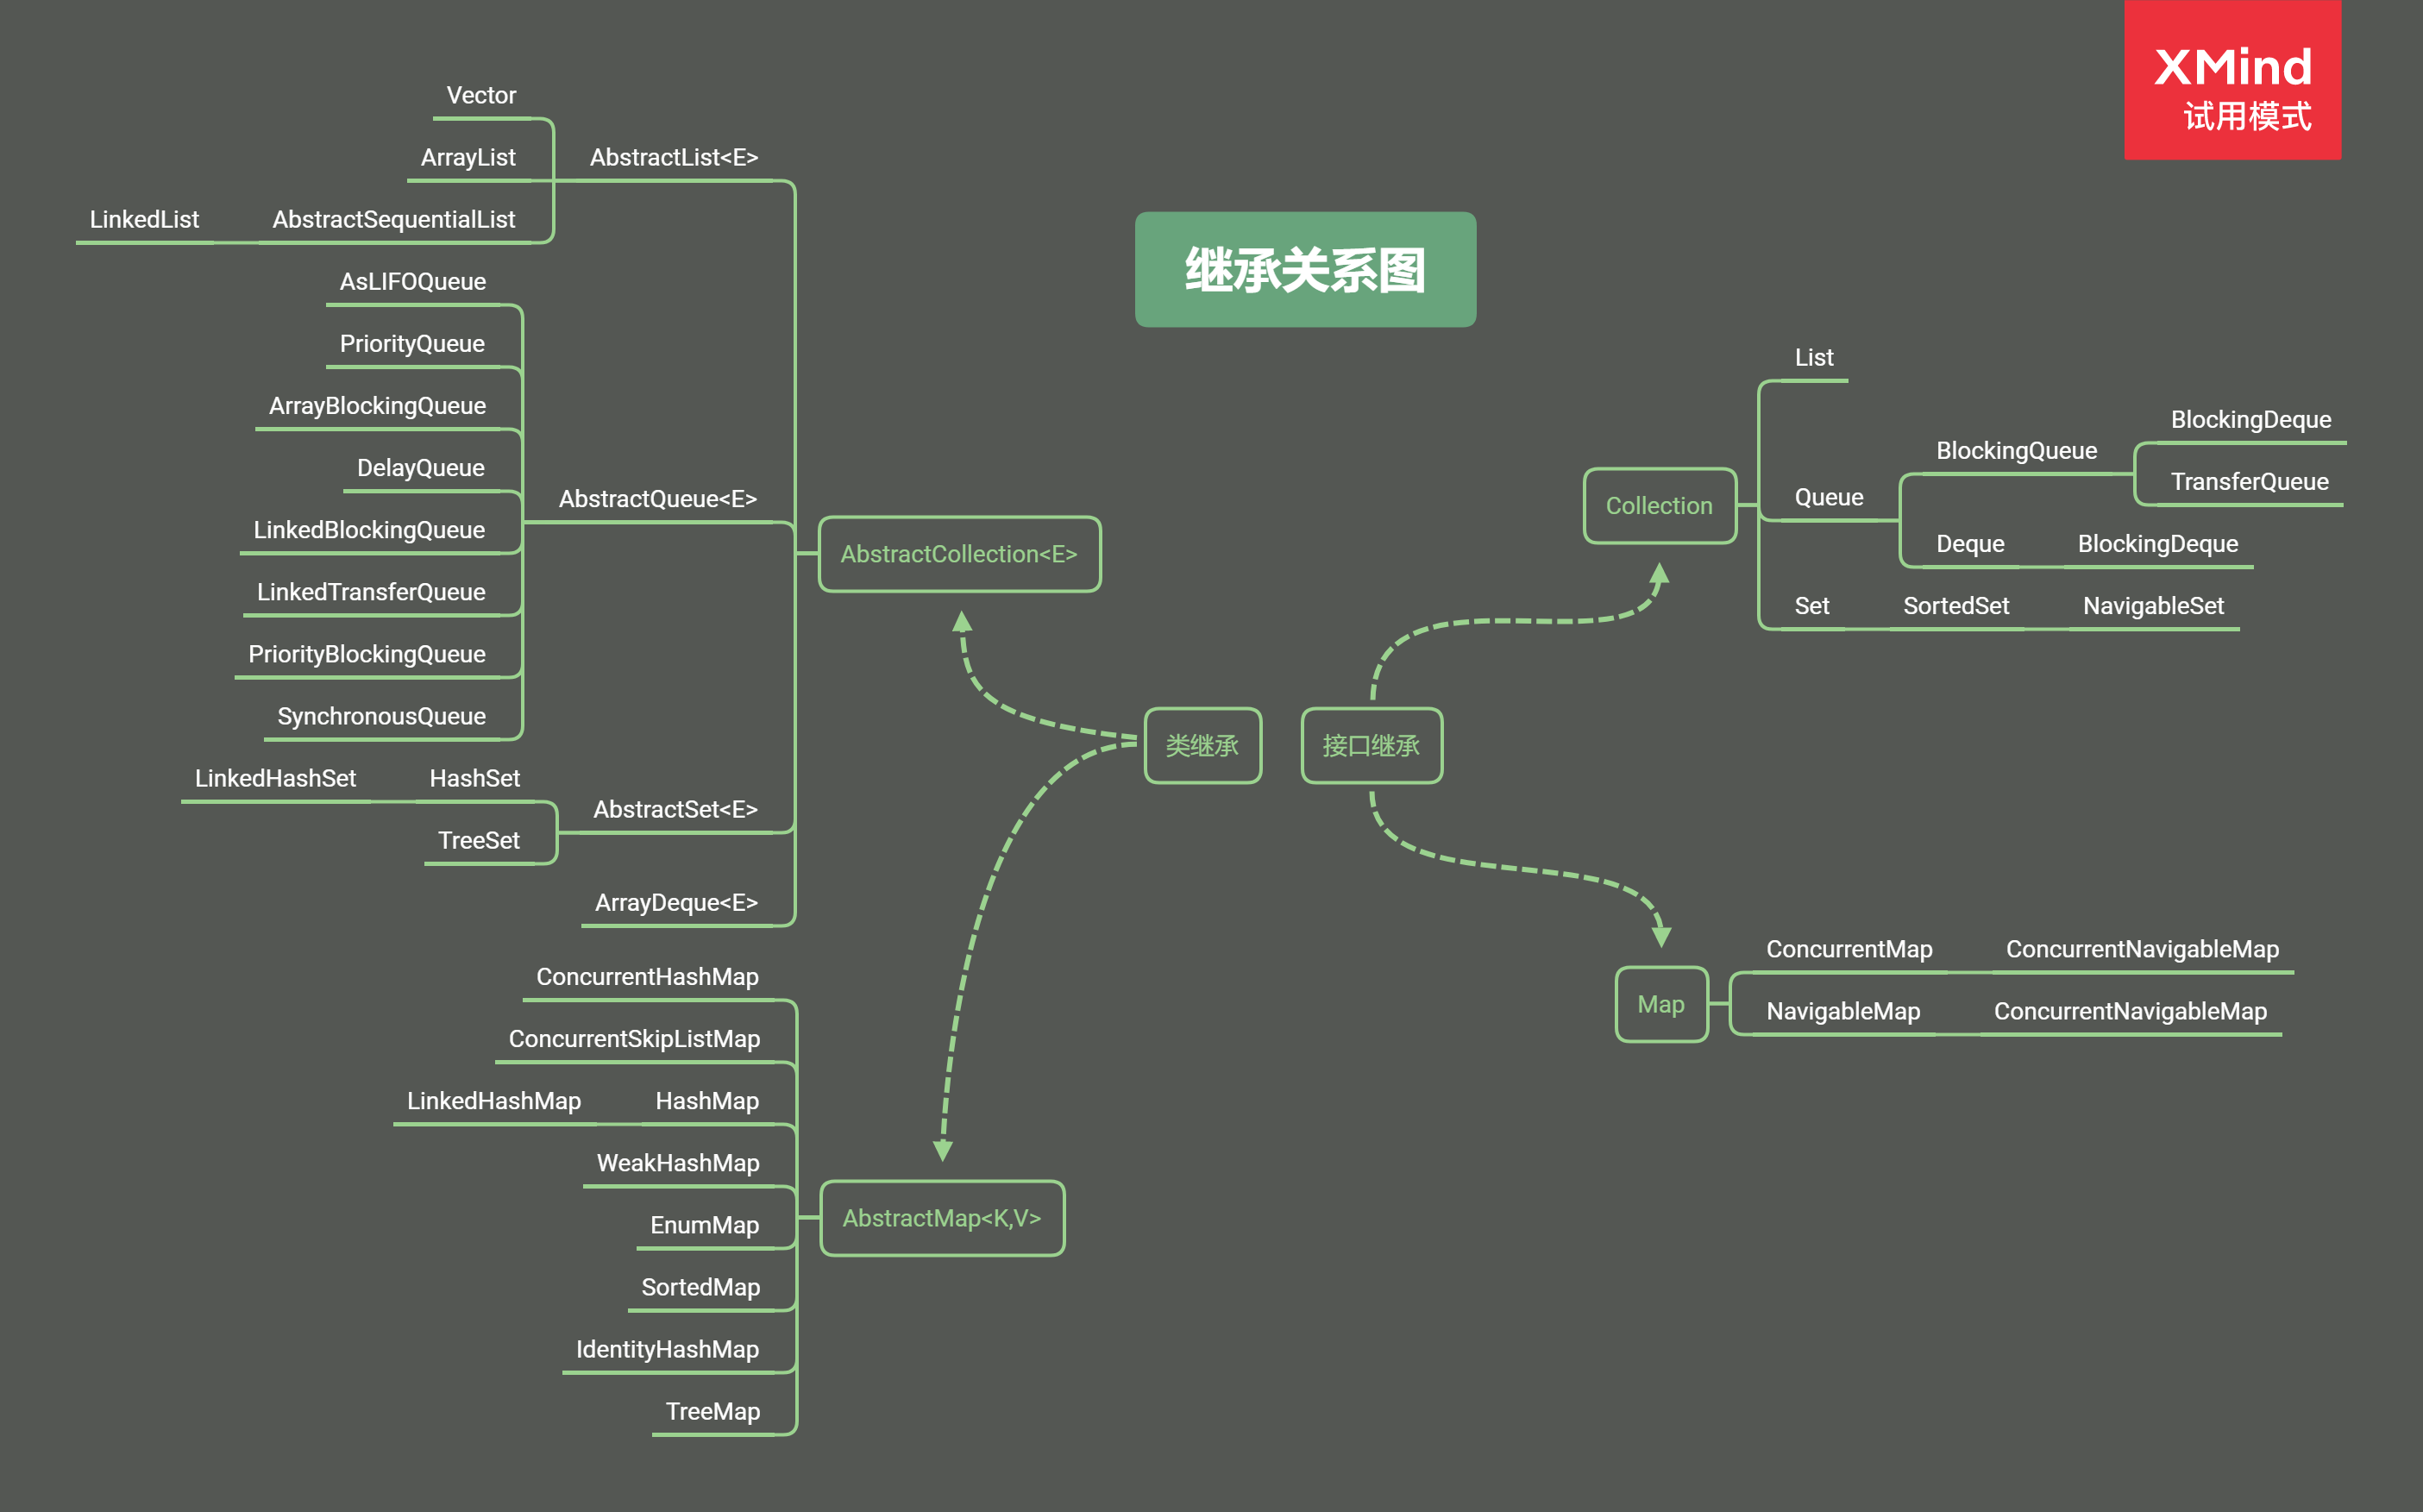 XMind
试用模式
继承关系图
Vector
ArrayList
AbstractList<E>
LinkedList
AbstractSequentialList
AsLIFOQueue
PriorityQueue
ArrayBlockingQueue
DelayQueue
AbstractQueue<E>
LinkedBlockingQueue
LinkedTransferQueue
PriorityBlockingQueue
SynchronousQueue
LinkedHashSet
HashSet
AbstractSet<E>
TreeSet
ArrayDeque<E>
AbstractCollection<E>
ConcurrentHashMap
ConcurrentSkipListMap
LinkedHashMap
HashMap
WeakHashMap
EnumMap
SortedMap
IdentityHashMap
TreeMap
AbstractMap<K,V>
类继承
接口继承
Collection
List
Queue
BlockingQueue
BlockingDeque
TransferQueue
Deque
BlockingDeque
Set
SortedSet
NavigableSet
Map
ConcurrentMap
ConcurrentNavigableMap
NavigableMap
ConcurrentNavigableMap